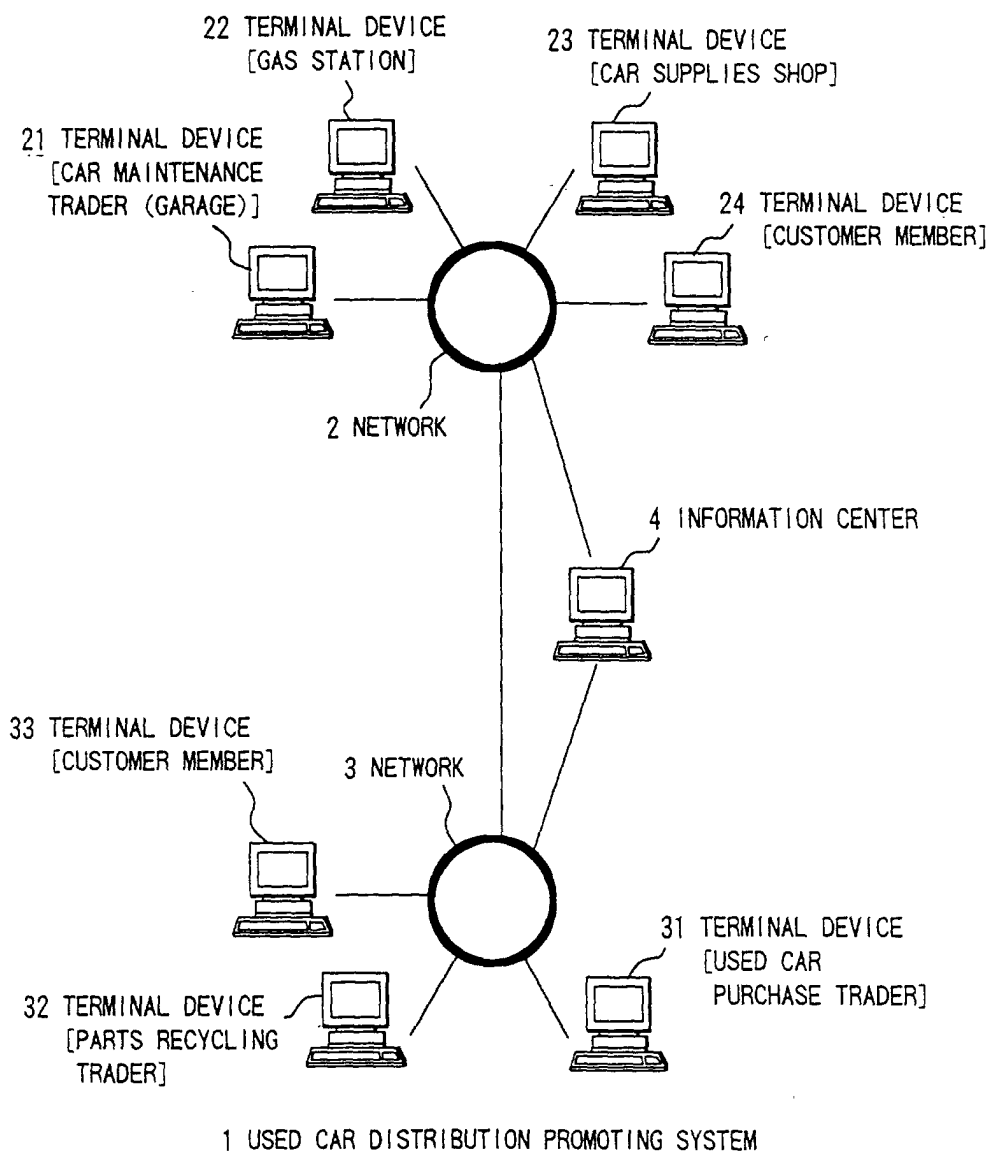 22 TERMINAL DEVICE
[GAS STATION]
23 TERMINAL DEVICE
[CAR SUPPLIES SHOP]
21 TERMINAL DEVICE
[CAR MAINTENANCE
TRADER (GARAGE)]
24 TERMINAL DEVICE
[CUSTOMER MEMBER]
2 NETWORK
4 INFORMATION CENTER
33 TERMINAL DEVICE
[CUSTOMER MEMBER]
3 NETWORK
31 TERMINAL DEVICE
[USED CAR
PURCHASE TRADER]
32 TERMINAL DEVICE
[PARTS RECYCLING
TRADER]
1 USED CAR DISTRIBUTION PROMOTING SYSTEM